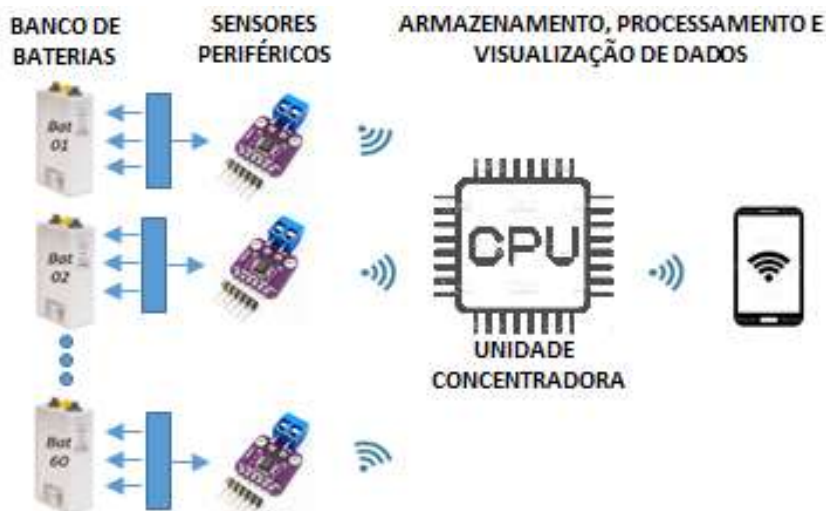 BANCO DE
BATERIAS
SENSORES
PERIFÉRICOS
ARMAZENAMENTO, PROCESSAMENTO E
VISUALIZAÇÃO DE DADOS
Bat
01
Bat
02
Bat
60
CPU
UNIDADE
CONCENTRADORA